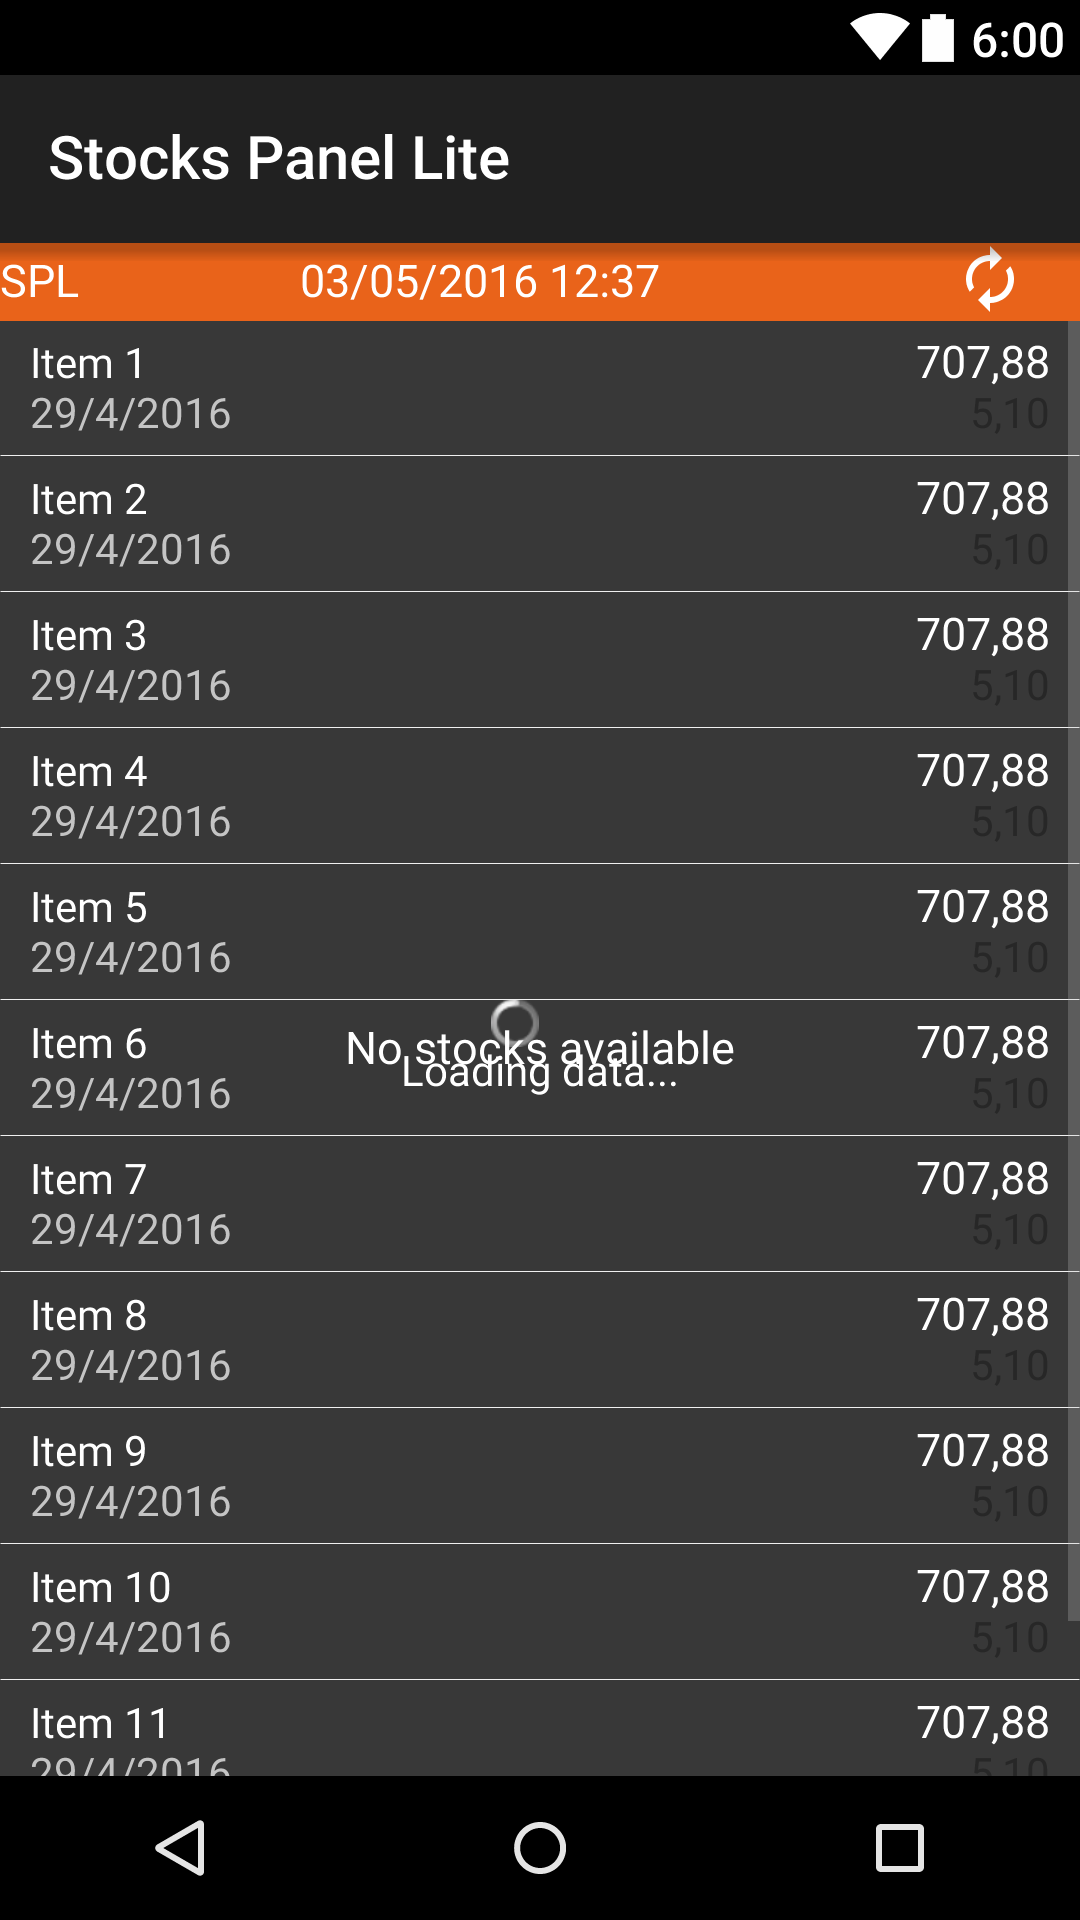 6:00
Stocks Panel Lite
SPL 03/05/2016 12:37
Item 1 707,88
29/4/2016 5,10
Item 2 707,88
29/4/2016 5,10
Item 3 707,88
29/4/2016 5,10
Item 4 707,88
29/4/2016 5,10
Item 5 707,88
29/4/2016 5,10
Item 6 No stocks available 707,88
Loading data...
29/4/2016 5,10
Item 7 707,88
29/4/2016 5,10
Item 8 707,88
29/4/2016 5,10
Item 9 707,88
29/4/2016 5,10
Item 10 707,88
29/4/2016 5,10
Item 11 707,88
29/4/2016 5,10